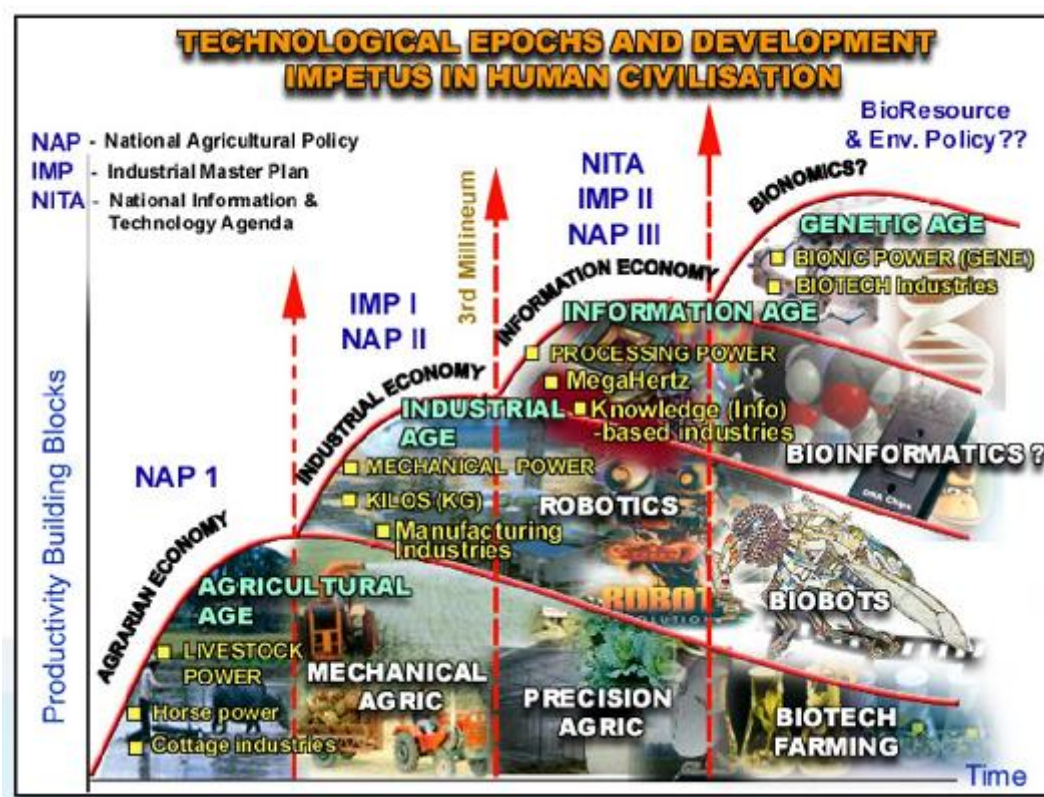 TECHNOLOGICAL EPOCHS AND DEVELOPMENT
IMPETUS IN HUMAN CIVILISATION
NAP - National Agricultural Policy
IMP - Industrial Master Plan
NITA - National Information &
Technology Agenda
BioResource
& Env. Policy??
NITA
IMP II
NAP III
IMP I
NAP II
NAP 1
3rd Millineum
AGRARIAN ECONOMY
INDUSTRIAL ECONOMY
INFORMATION ECONOMY
BIONOMICS?
GENETIC AGE
BIONIC POWER (GENE)
BIOTECH Industries
INFORMATION AGE
PROCESSING POWER
MegaHertz
Knowledge (Info)
-based industries
INDUSTRIAL
AGE
MECHANICAL POWER
KILOS (KG)
Manufacturing
Industries
AGRICULTURAL
AGE
LIVESTOCK
POWER
Horse power
Cottage industries
MECHANICAL
AGRIC
ROBOTICS
ROBOT
PRECISION
AGRIC
BIOINFORMATICS ?
DNA Chips
BIOBOTS
BIOTECH
FARMING
Productivity Building Blocks
Time